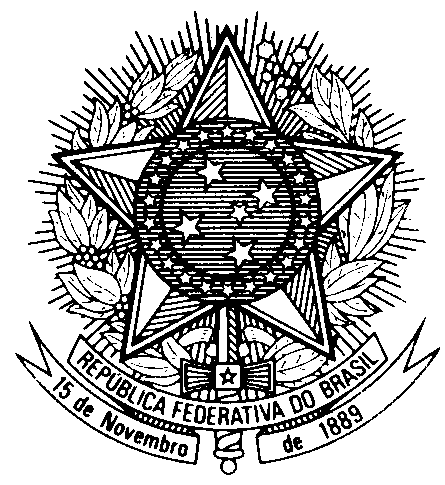 REPÚBLICA FEDERATIVA DO BRASIL
15 de Novembro de 1889